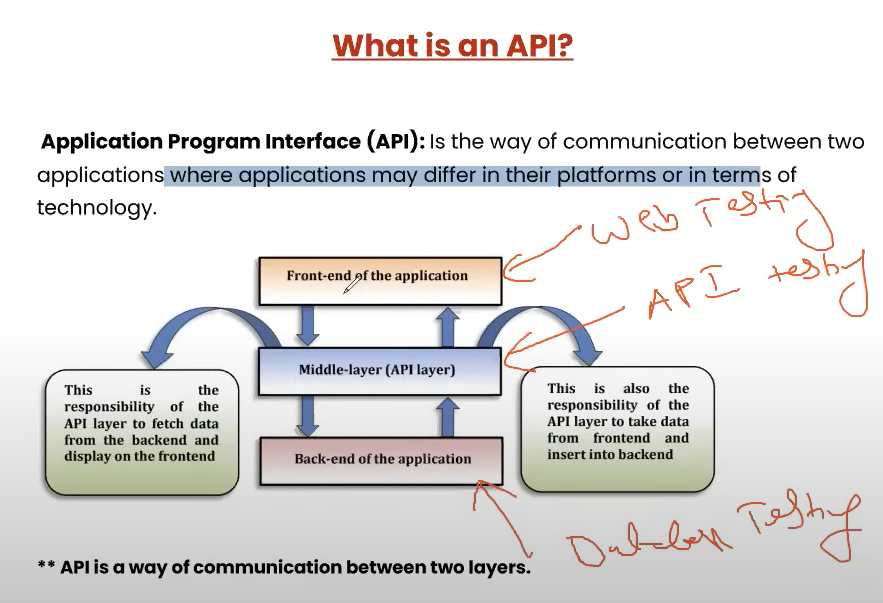 What is an API?
Application Program Interface (API): Is the way of communication between two
applications where applications may differ in their platforms or in terms of
technology.
Web Testing
Front-end of the application
API testing
Middle-layer (API layer)
This is the
responsibility of the
API layer to fetch data
from the backend and
display on the frontend
This is also the
responsibility of the
API layer to take data
from frontend and
insert into backend
Back-end of the application
Database Testing
** API is a way of communication between two layers.